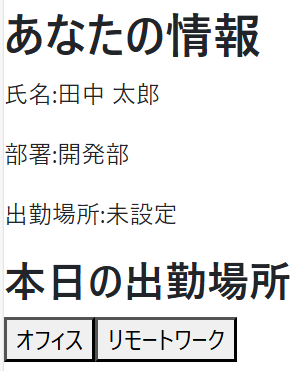 あなたの情報
氏名:田中 太郎
部署:開発部
出勤場所:未設定
本日の出勤場所
オフィス リモートワーク